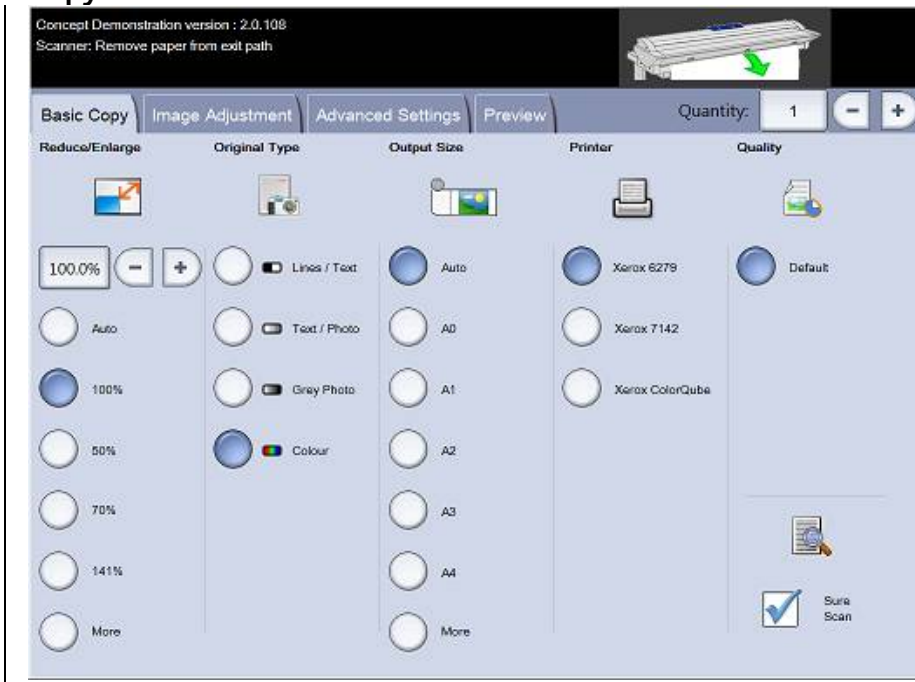 Concept Demonstration version : 2.0.108
Scanner: Remove paper from exit path
Basic Copy
Image Adjustment
Advanced Settings
Preview
Quantity:
1
-
+
Reduce/Enlarge
Original Type
Output Size
Printer
Quality
100.0%
-
+
Auto
100%
50%
70%
141%
More
Lines / Text
Text / Photo
Grey Photo
Colour
Auto
A0
A1
A2
A3
A4
More
Xerox 6279
Xerox 7142
Xerox ColorQube
Default
Sure
Scan